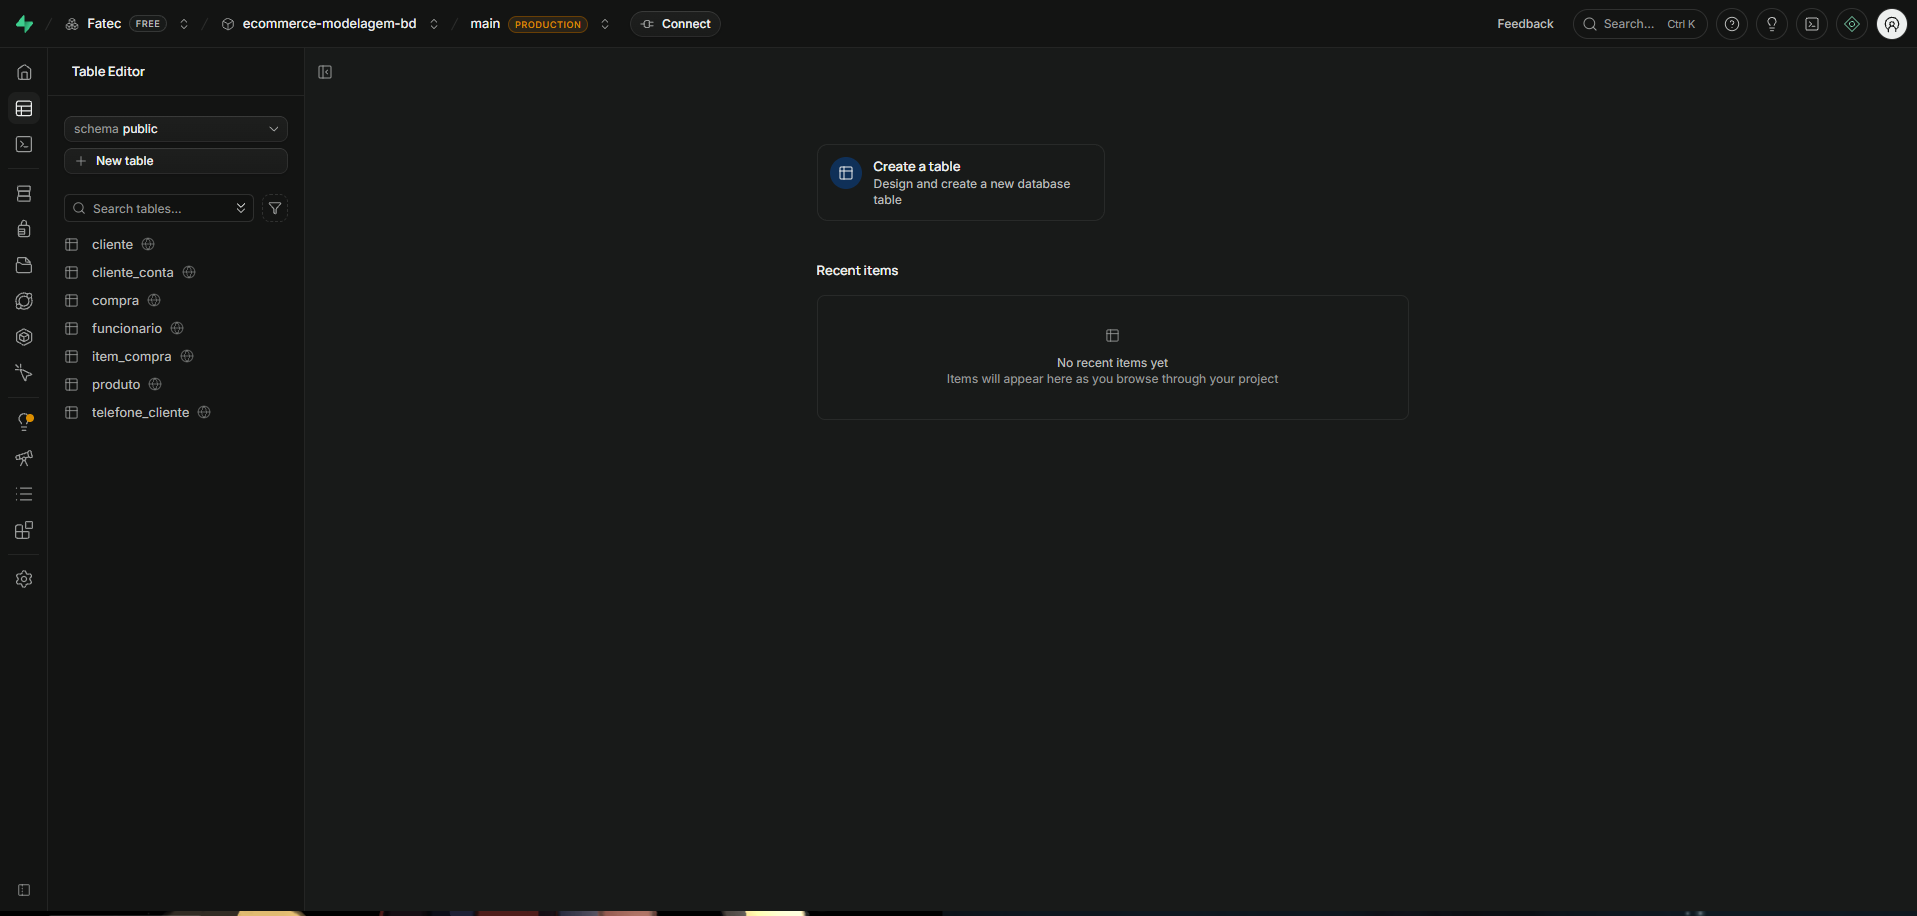 Fatec FREE ecommerce-modelagem-bd main PRODUCTION Connect Feedback Search... Ctrl K
Table Editor
schema public
New table
Search tables...
cliente
cliente_conta
compra
funcionario
item_compra
produto
telefone_cliente
Create a table
Design and create a new database
table
Recent items
No recent items yet
Items will appear here as you browse through your project